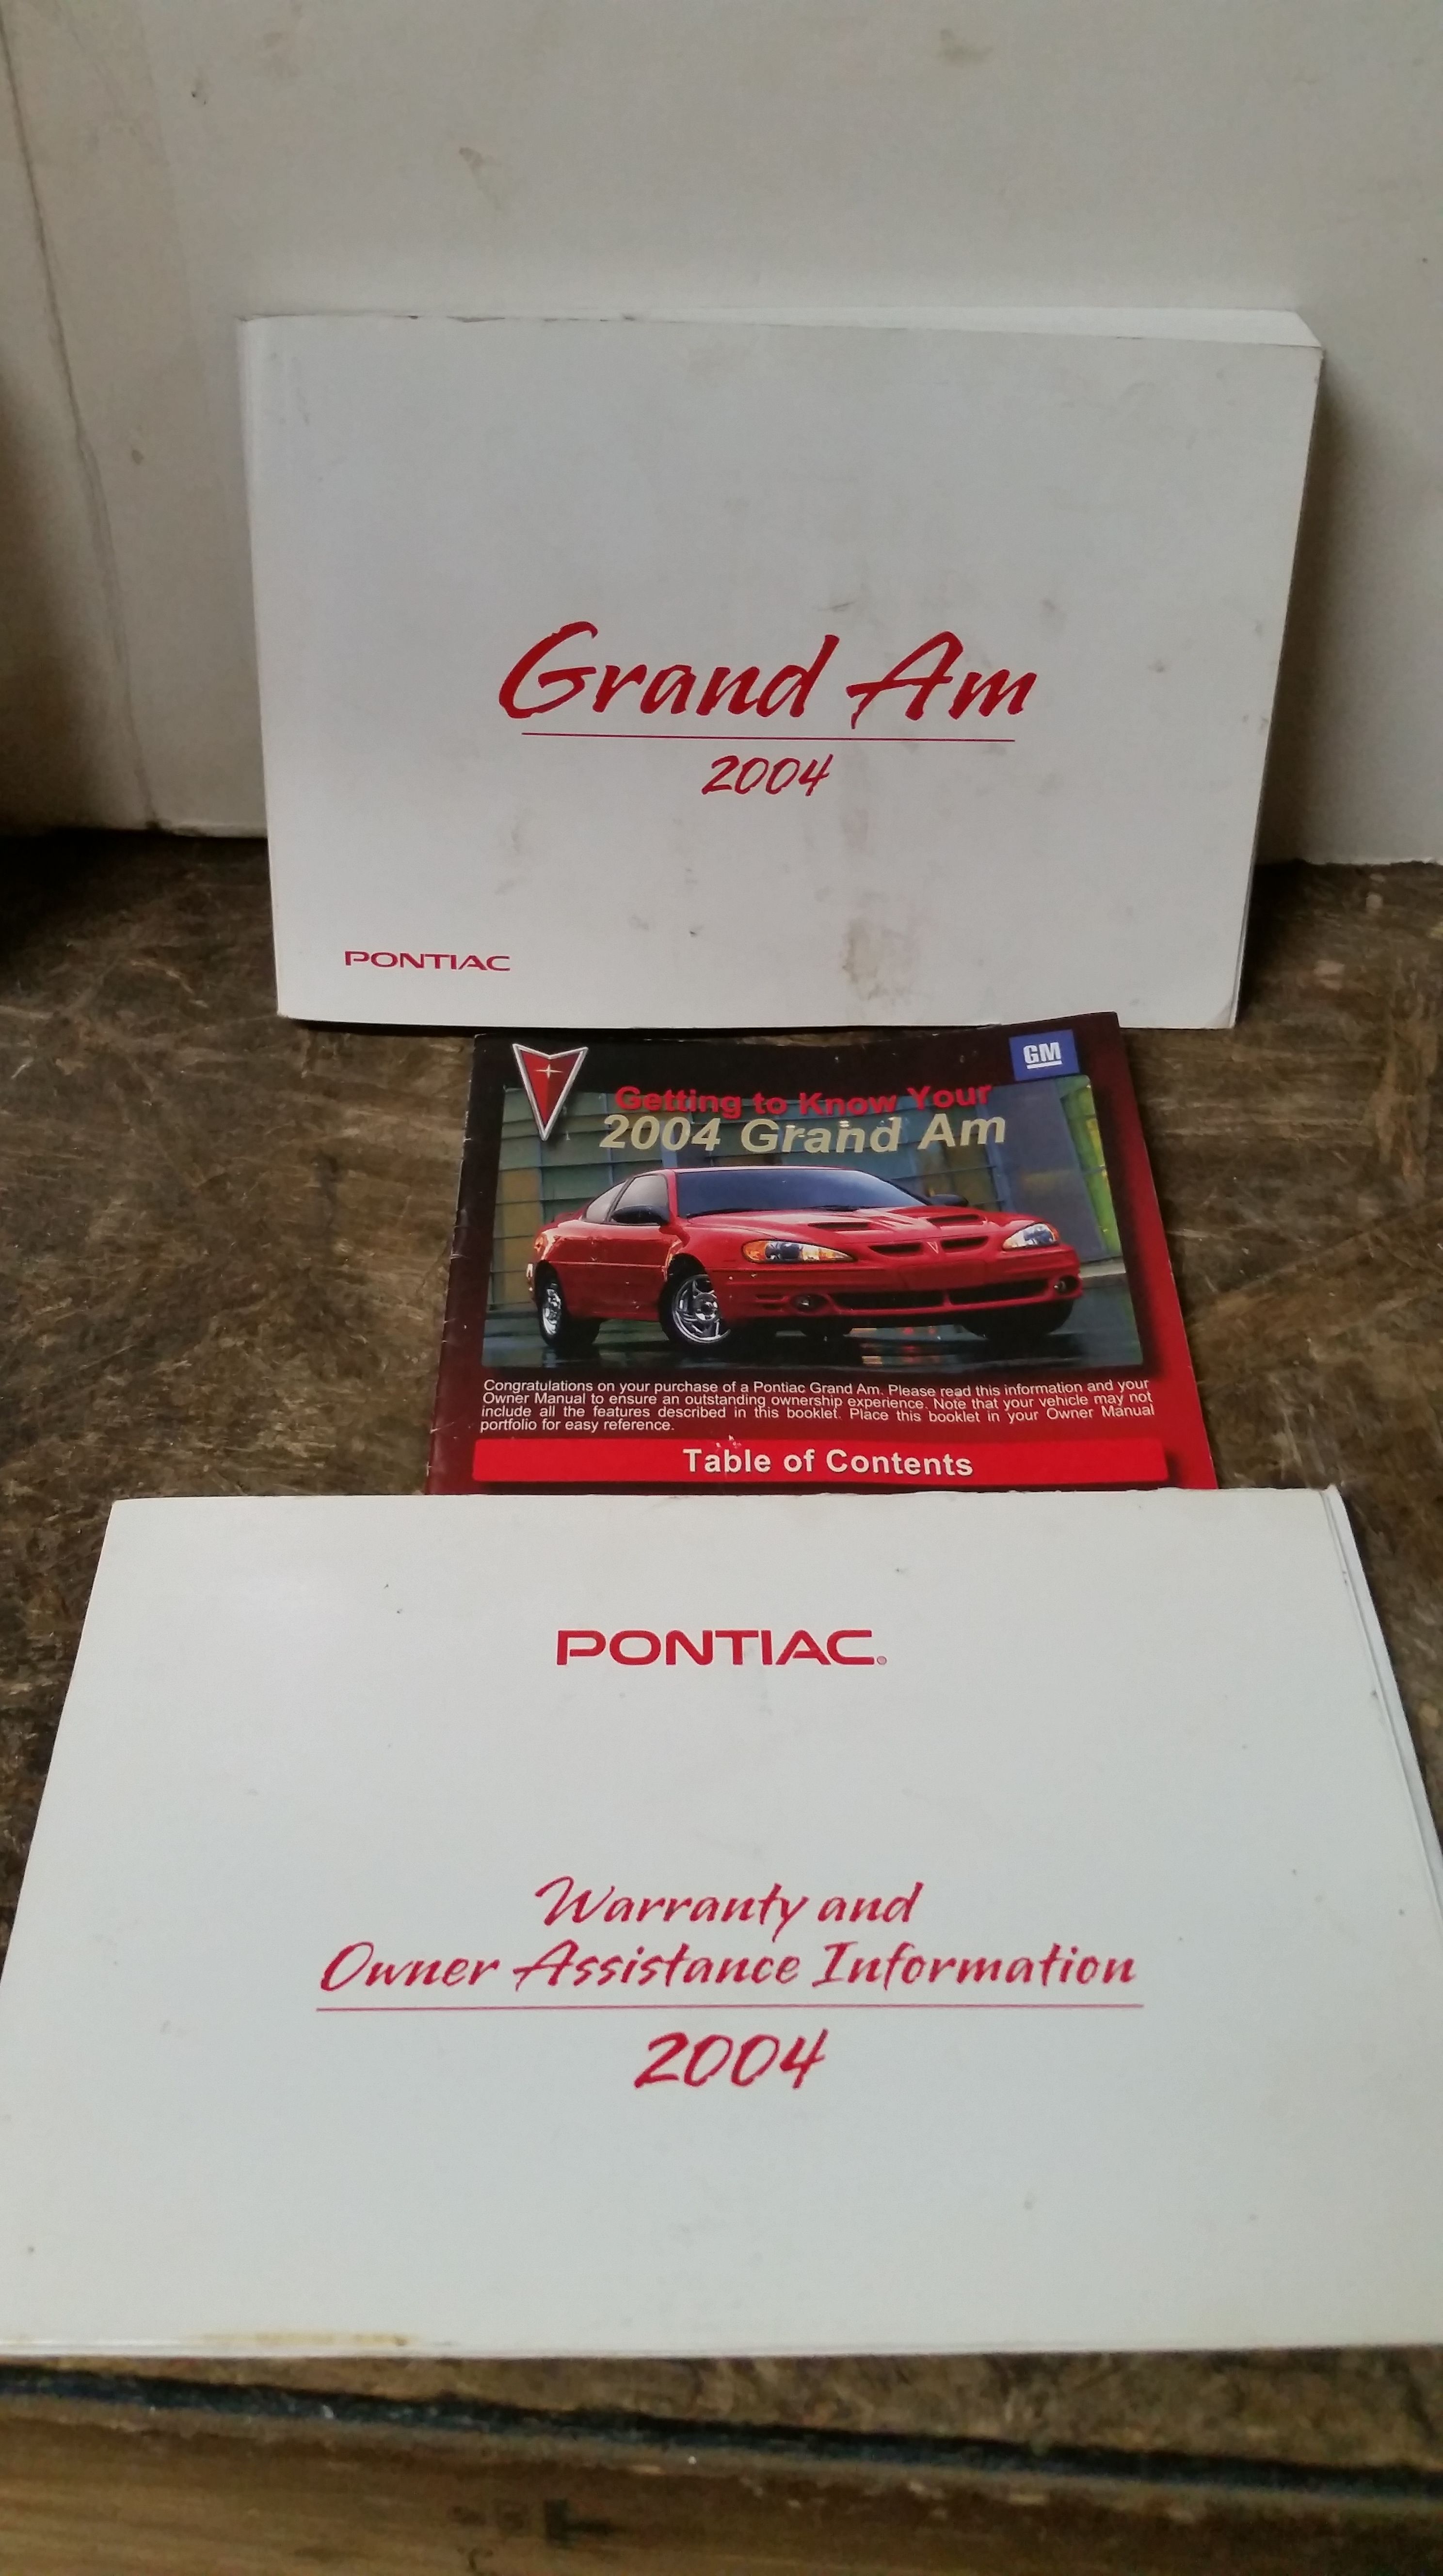 Grand Am
2004
PONTIAC
GM
Getting to Know Your
2004 Grand Am
Congratulations on your purchase of a Pontiac Grand Am. Please read this information and your
Owner Manual to ensure an outstanding ownership experience. Note that your vehicle may not
include all the features described in this booklet. Place this booklet in your Owner Manual
portfolio for easy reference.
Table of Contents
PONTIAC®
Warranty and
Owner Assistance Information
2004